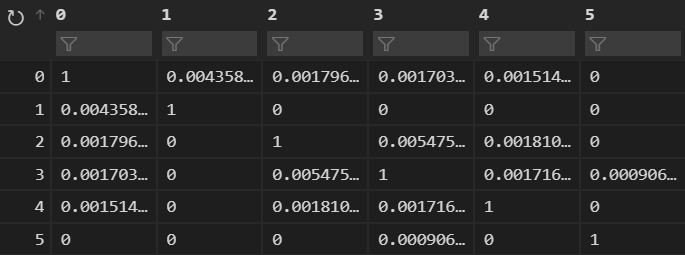 0 1 2 3 4 5
0 1 0.004358… 0.001796… 0.001703… 0.001514… 0
1 0.004358… 1 0 0 0 0
2 0.001796… 0 1 0.005475… 0.001810… 0
3 0.001703… 0 0.005475… 1 0.001716… 0.000906…
4 0.001514… 0 0.001810… 0.001716… 1 0
5 0 0 0 0.000906… 0 1